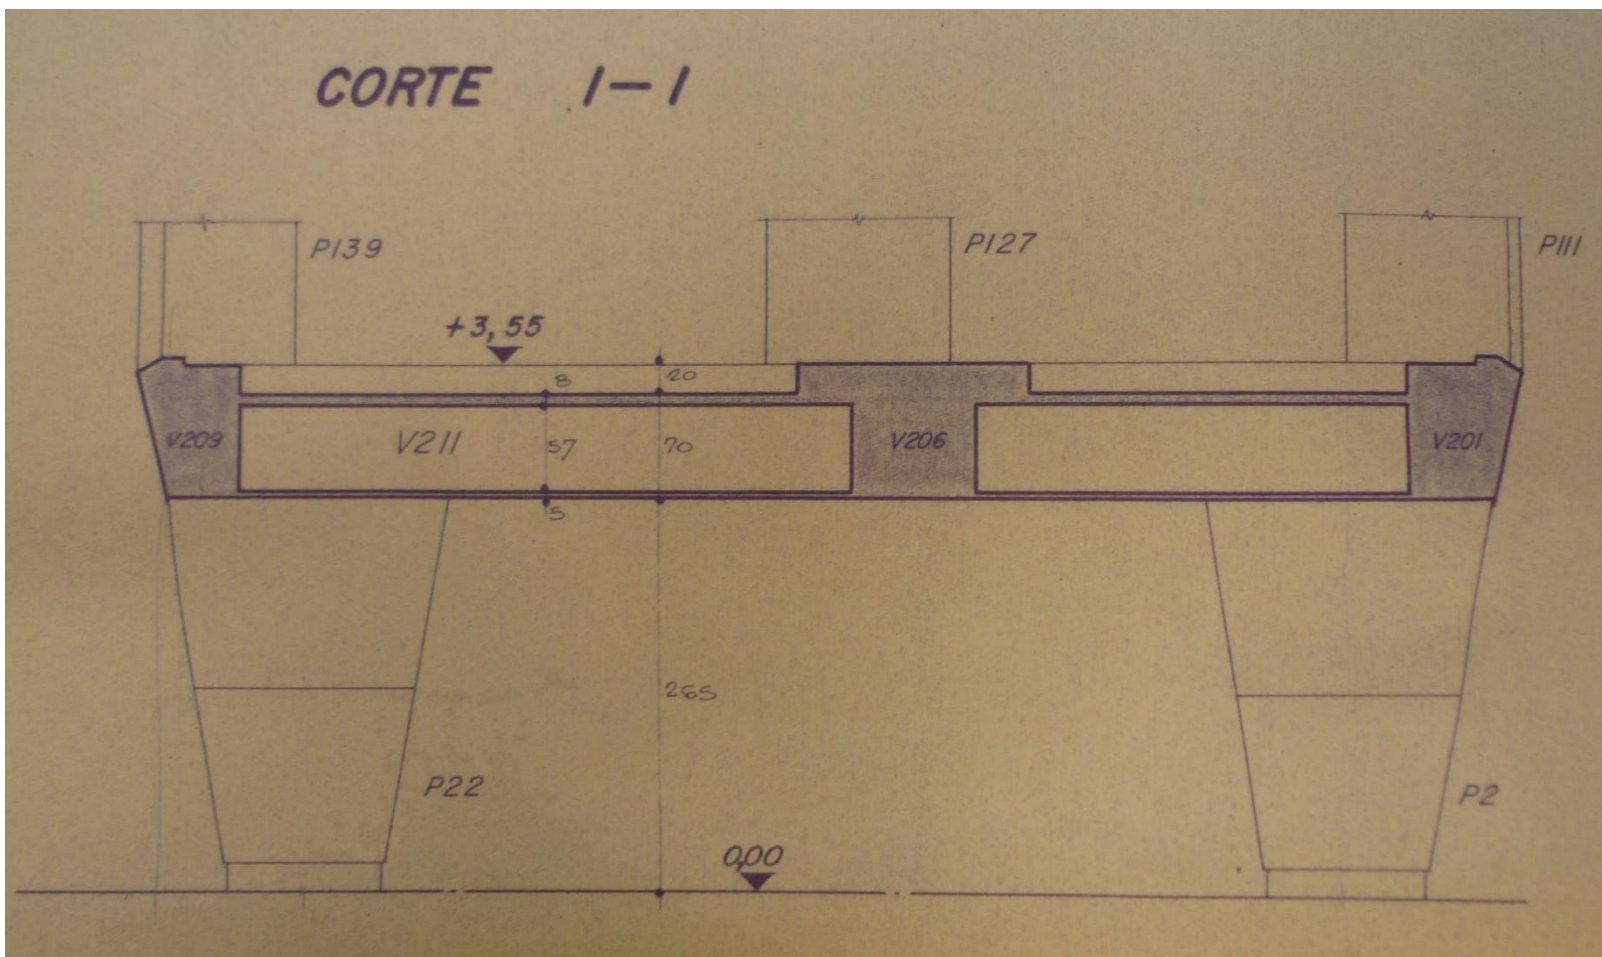 CORTE 1-1
P139
P127
P111
+3,55
8
20
V209
V211
57
70
V206
V201
5
265
P22
P2
0,00